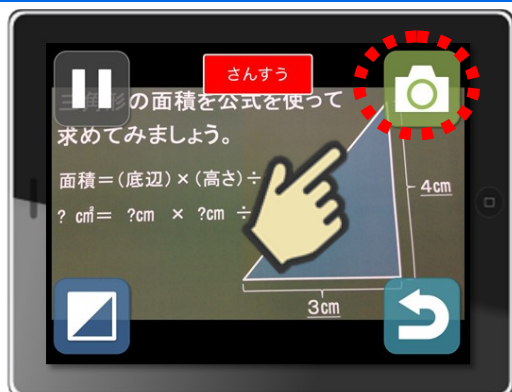 さんすう
三角形の面積を公式を使って
求めてみましょう。
面積＝(底辺)×(高さ)÷
? c㎡＝ ?cm × ?cm ÷
4cm
3cm